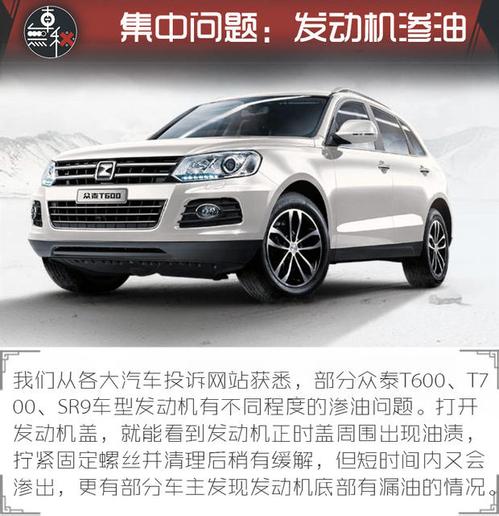 集中问题：发动机渗油
众泰T600
我们从各大汽车投诉网站获悉，部分众泰T600、T7
00、SR9车型发动机有不同程度的渗油问题。打开
发动机盖，就能看到发动机正时盖周围出现油渍，
拧紧固定螺丝并清理后稍有缓解，但短时间内又会
渗出，更有部分车主发现发动机底部有漏油的情况。